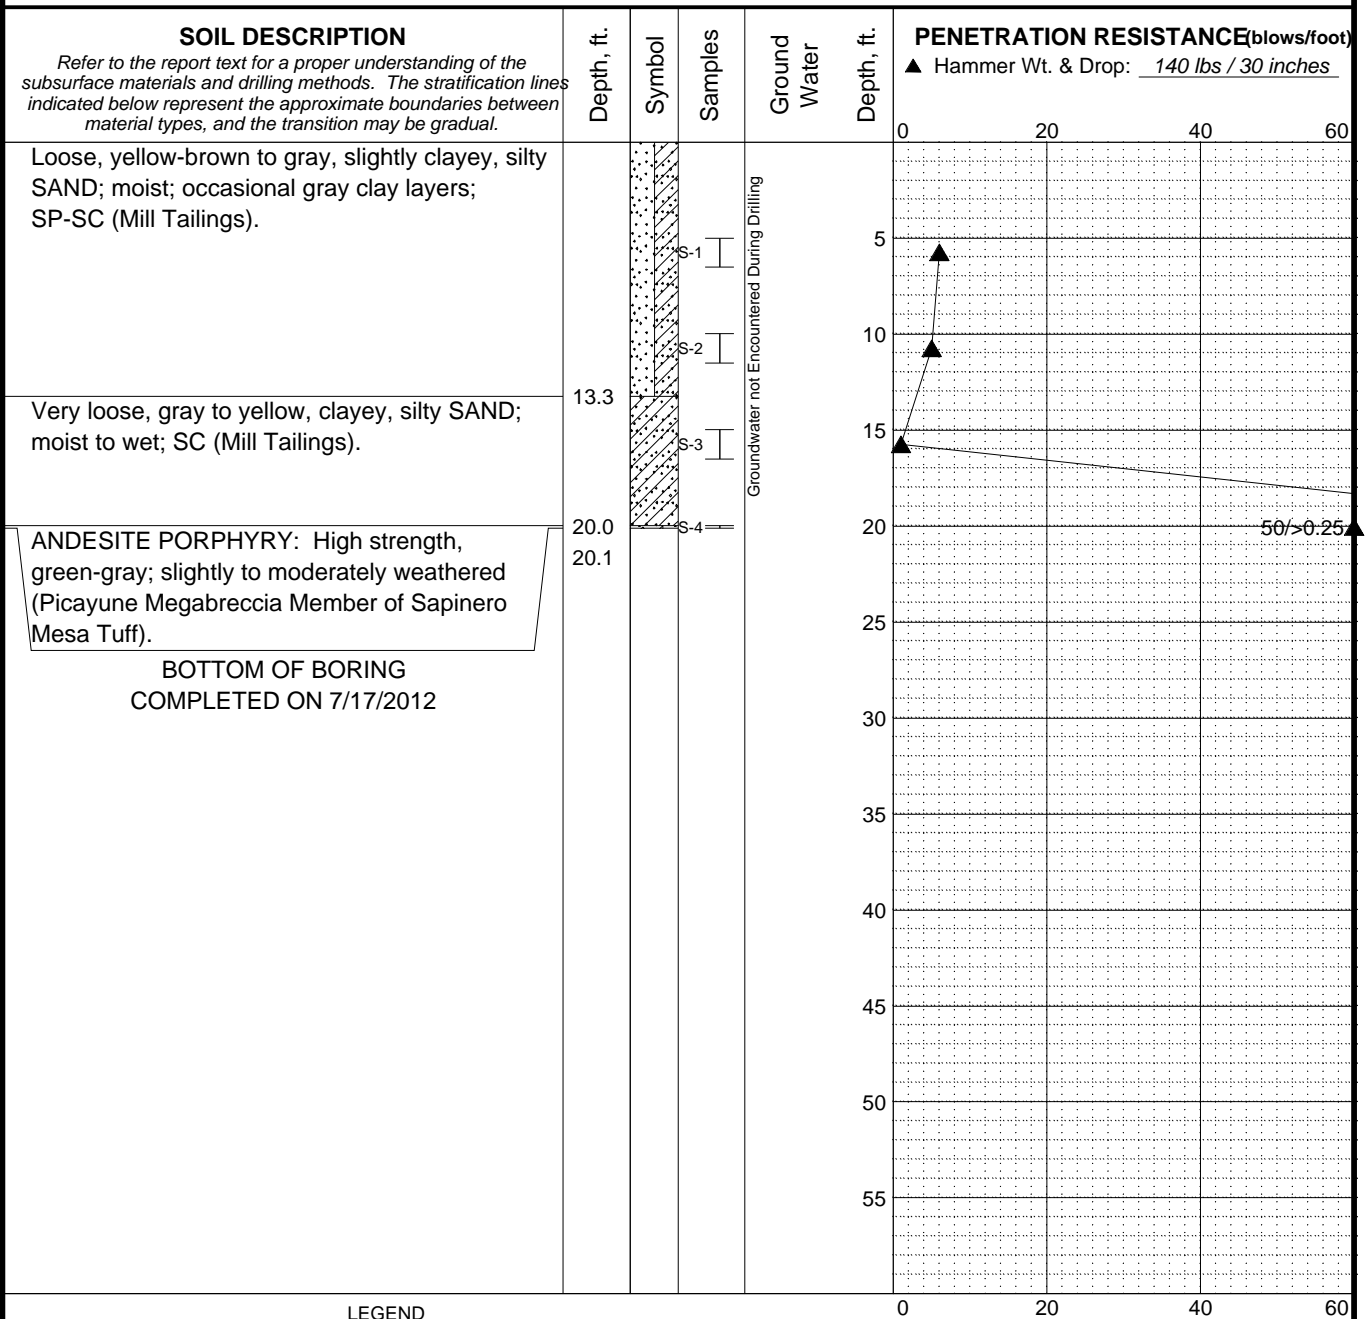 SOIL DESCRIPTION
Refer to the report text for a proper understanding of the
subsurface materials and drilling methods. The stratification lines
indicated below represent the approximate boundaries between
material types, and the transition may be gradual.
Depth, ft.
Symbol
Samples
Ground
Water
Depth, ft.
PENETRATION RESISTANCE(blows/foot)
▲ Hammer Wt. & Drop: 140 lbs / 30 inches
0 20 40 60
Loose, yellow-brown to gray, slightly clayey, silty
SAND; moist; occasional gray clay layers;
SP-SC (Mill Tailings).
13.3
Very loose, gray to yellow, clayey, silty SAND;
moist to wet; SC (Mill Tailings).
20.0
20.1
ANDESITE PORPHYRY: High strength,
green-gray; slightly to moderately weathered
(Picayune Megabreccia Member of Sapinero
Mesa Tuff).
BOTTOM OF BORING
COMPLETED ON 7/17/2012
S-1
S-2
S-3
S-4
Groundwater not Encountered During Drilling
5
10
15
20
50/>0.25
25
30
35
40
45
50
55
0 20 40 60
LEGEND